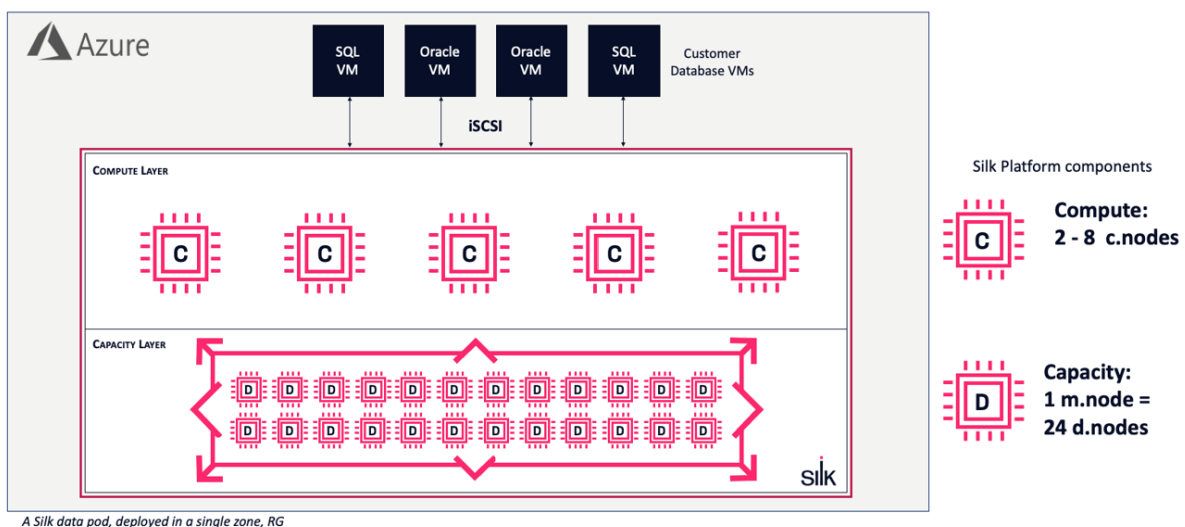 Azure
SQL
VM
Oracle
VM
Oracle
VM
SQL
VM
Customer
Database VMs
iSCSI
COMPUTE LAYER
C
C
C
C
C
CAPACITY LAYER
D D D D D D D D D D D D
D D D D D D D D D D D D
silk
Silk Platform components
C
Compute:
2 - 8 c.nodes
D
Capacity:
1 m.node =
24 d.nodes
A Silk data pod, deployed in a single zone, RG